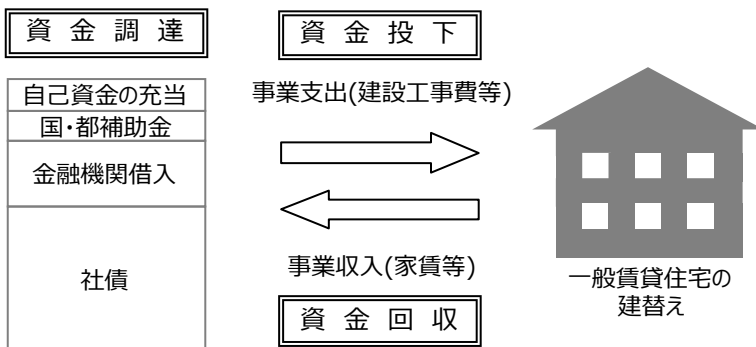 資金調達
自己資金の充当
国・都補助金
金融機関借入
社債
資金投下
事業支出(建設工事費等)
事業収入(家賃等)
資金回収
一般賃貸住宅の
建替え